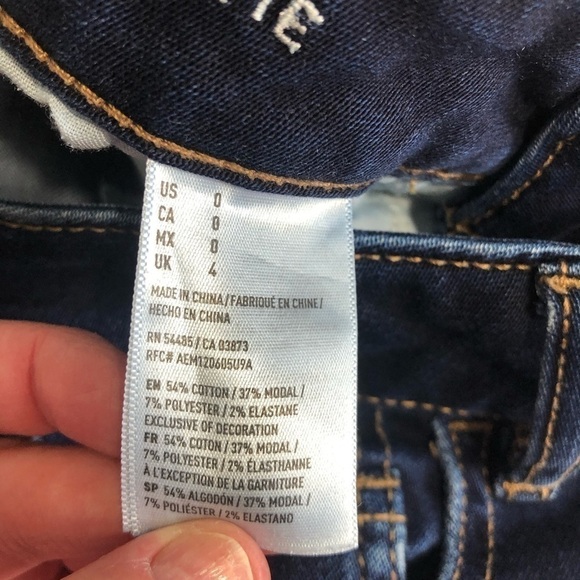 US 0
CA 0
MX 0
UK 4
MADE IN CHINA / FABRIQUÉ EN CHINE /
HECHO EN CHINA
RN 54485 / CA 03873
RFC# AEM120605U9A
EN 54% COTTON / 37% MODAL /
7% POLYESTER / 2% ELASTANE
EXCLUSIVE OF DECORATION
FR 54% COTON / 37% MODAL /
7% POLYESTER / 2% ÉLASTHANNE
À L'EXCEPTION DE LA GARNITURE
SP 54% ALGODÓN / 37% MODAL /
7% POLIÉSTER / 2% ELASTANO